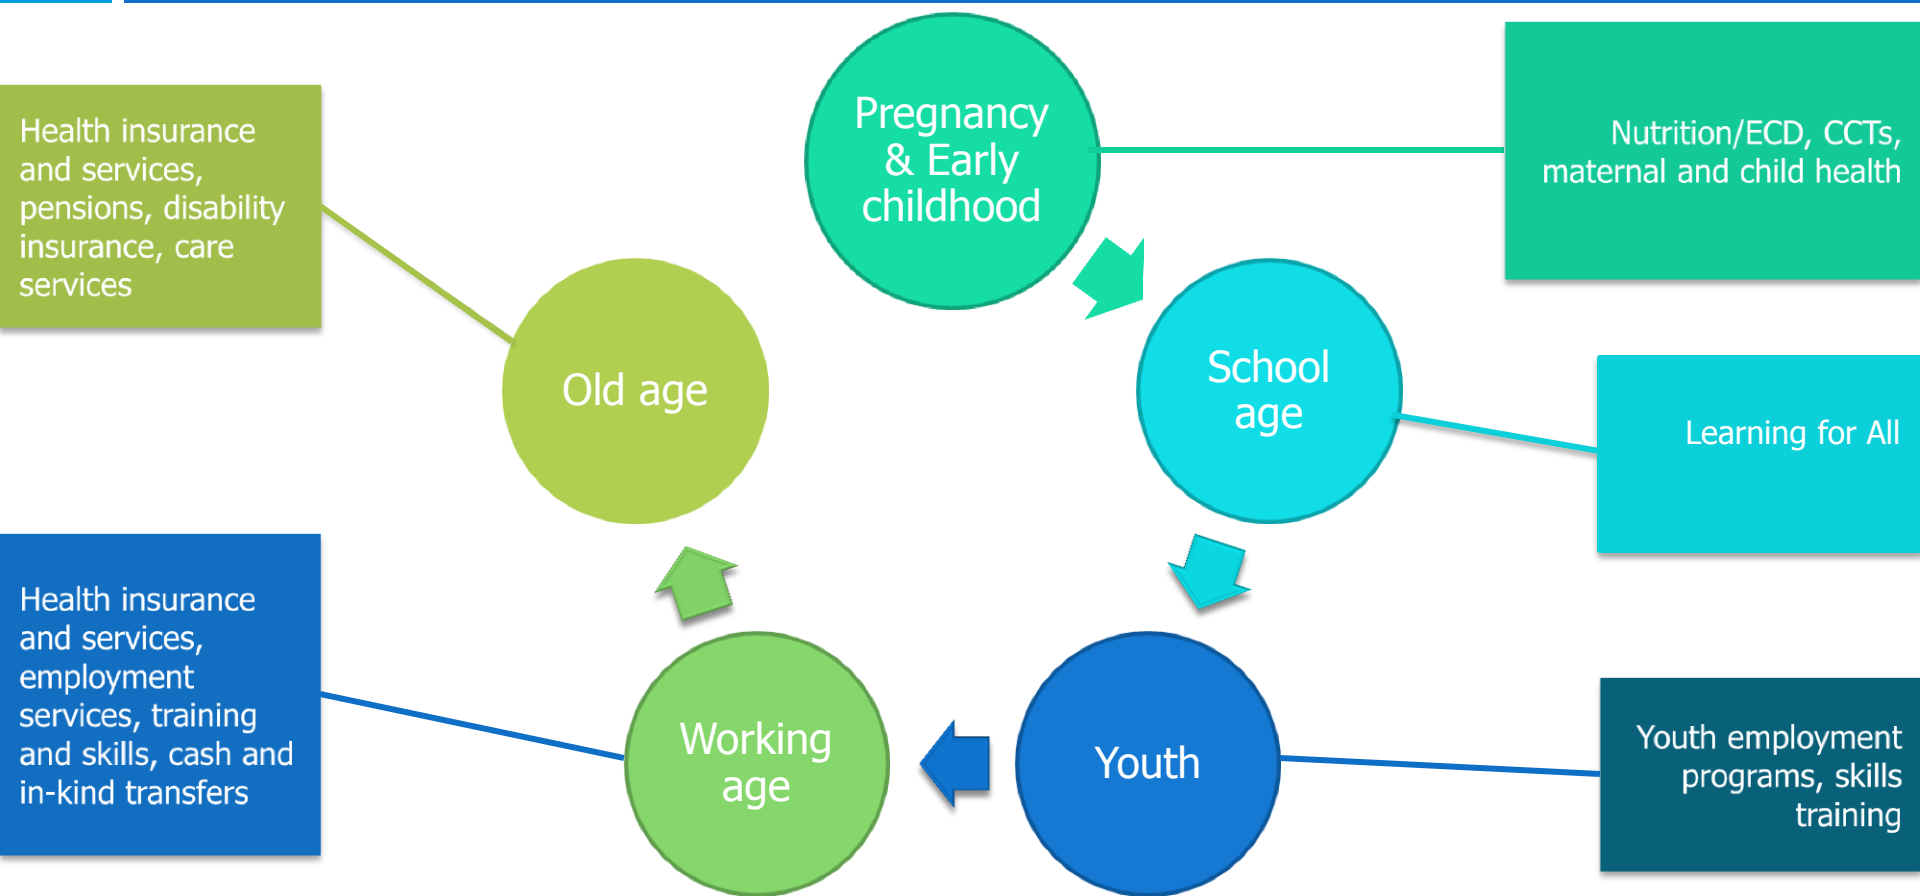 Pregnancy
& Early
childhood
Nutrition/ECD, CCTs,
maternal and child health
School
age
Learning for All
Youth
Youth employment
programs, skills
training
Working
age
Health insurance
and services,
employment
services, training
and skills, cash and
in-kind transfers
Old age
Health insurance
and services,
pensions, disability
insurance, care
services